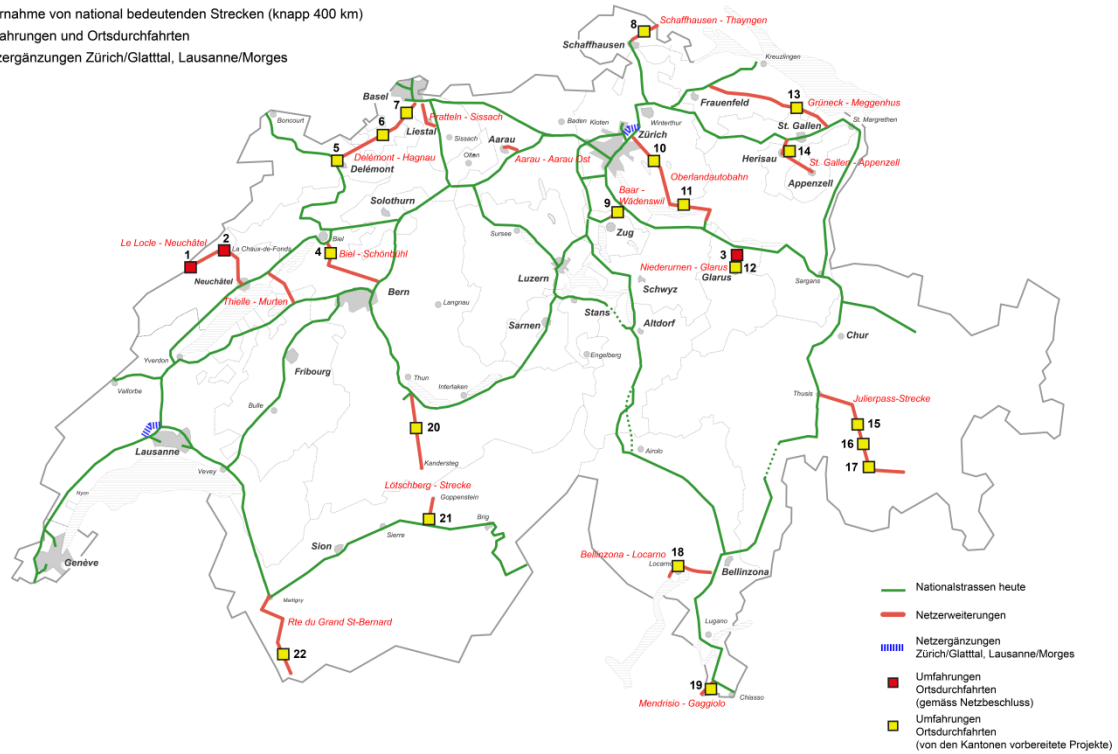 rnahme von national bedeutenden Strecken (knapp 400 km)
ahrungen und Ortsdurchfahrten
zergänzungen Zürich/Glatttal, Lausanne/Morges
8
Schaffhausen - Thayngen
Schaffhausen
Kreuzlingen
Basel
7
13
Grüneck - Meggenhus
Frauenfeld
Boncourt
6
Pratteln - Sissach
Liestal
Baden
Kloten
Winterthur
St. Gallen
St. Margrethen
Sissach
Aarau
Zürich
5
Olten
10
Herisau
14
Delémont - Hagnau
Aarau - Aarau Ost
St. Gallen - Appenzell
Delémont
Oberlandautobahn
Appenzell
Baar -
Wädenswil
11
Solothurn
9
Zug
Sursee
Le Locle - Neuchâtel
2
La Chaux-de-Fonds
Biel
1
4
Biel - Schönbühl
3
Niederurnen - Glarus
12
Glarus
Neuchâtel
Luzern
Schwyz
Sargans
Bern
Thielle - Murten
Langnau
Stans
Sarnen
Altdorf
Chur
Yverdon
Engelberg
Fribourg
Thun
Vallorbe
Interlaken
Thusis
Julierpass-Strecke
Bulle
20
15
16
Lausanne
Airolo
Kandersteg
17
Vevey
Lötschberg - Strecke
Nyon
Goppenstein
21
Brig
Sierre
Sion
18
Bellinzona - Locarno
Locarno
Bellinzona
Genève
Nationalstrassen heute
Martigny
Netzerweiterungen
Rte du Grand St-Bernard
Lugano
Netzergänzungen
Zürich/Glatttal, Lausanne/Morges
22
Umfahrungen
Ortsdurchfahrten
(gemäss Netzbeschluss)
19
Chiasso
Mendrisio - Gaggiolo
Umfahrungen
Ortsdurchfahrten
(von den Kantonen vorbereitete Projekte)